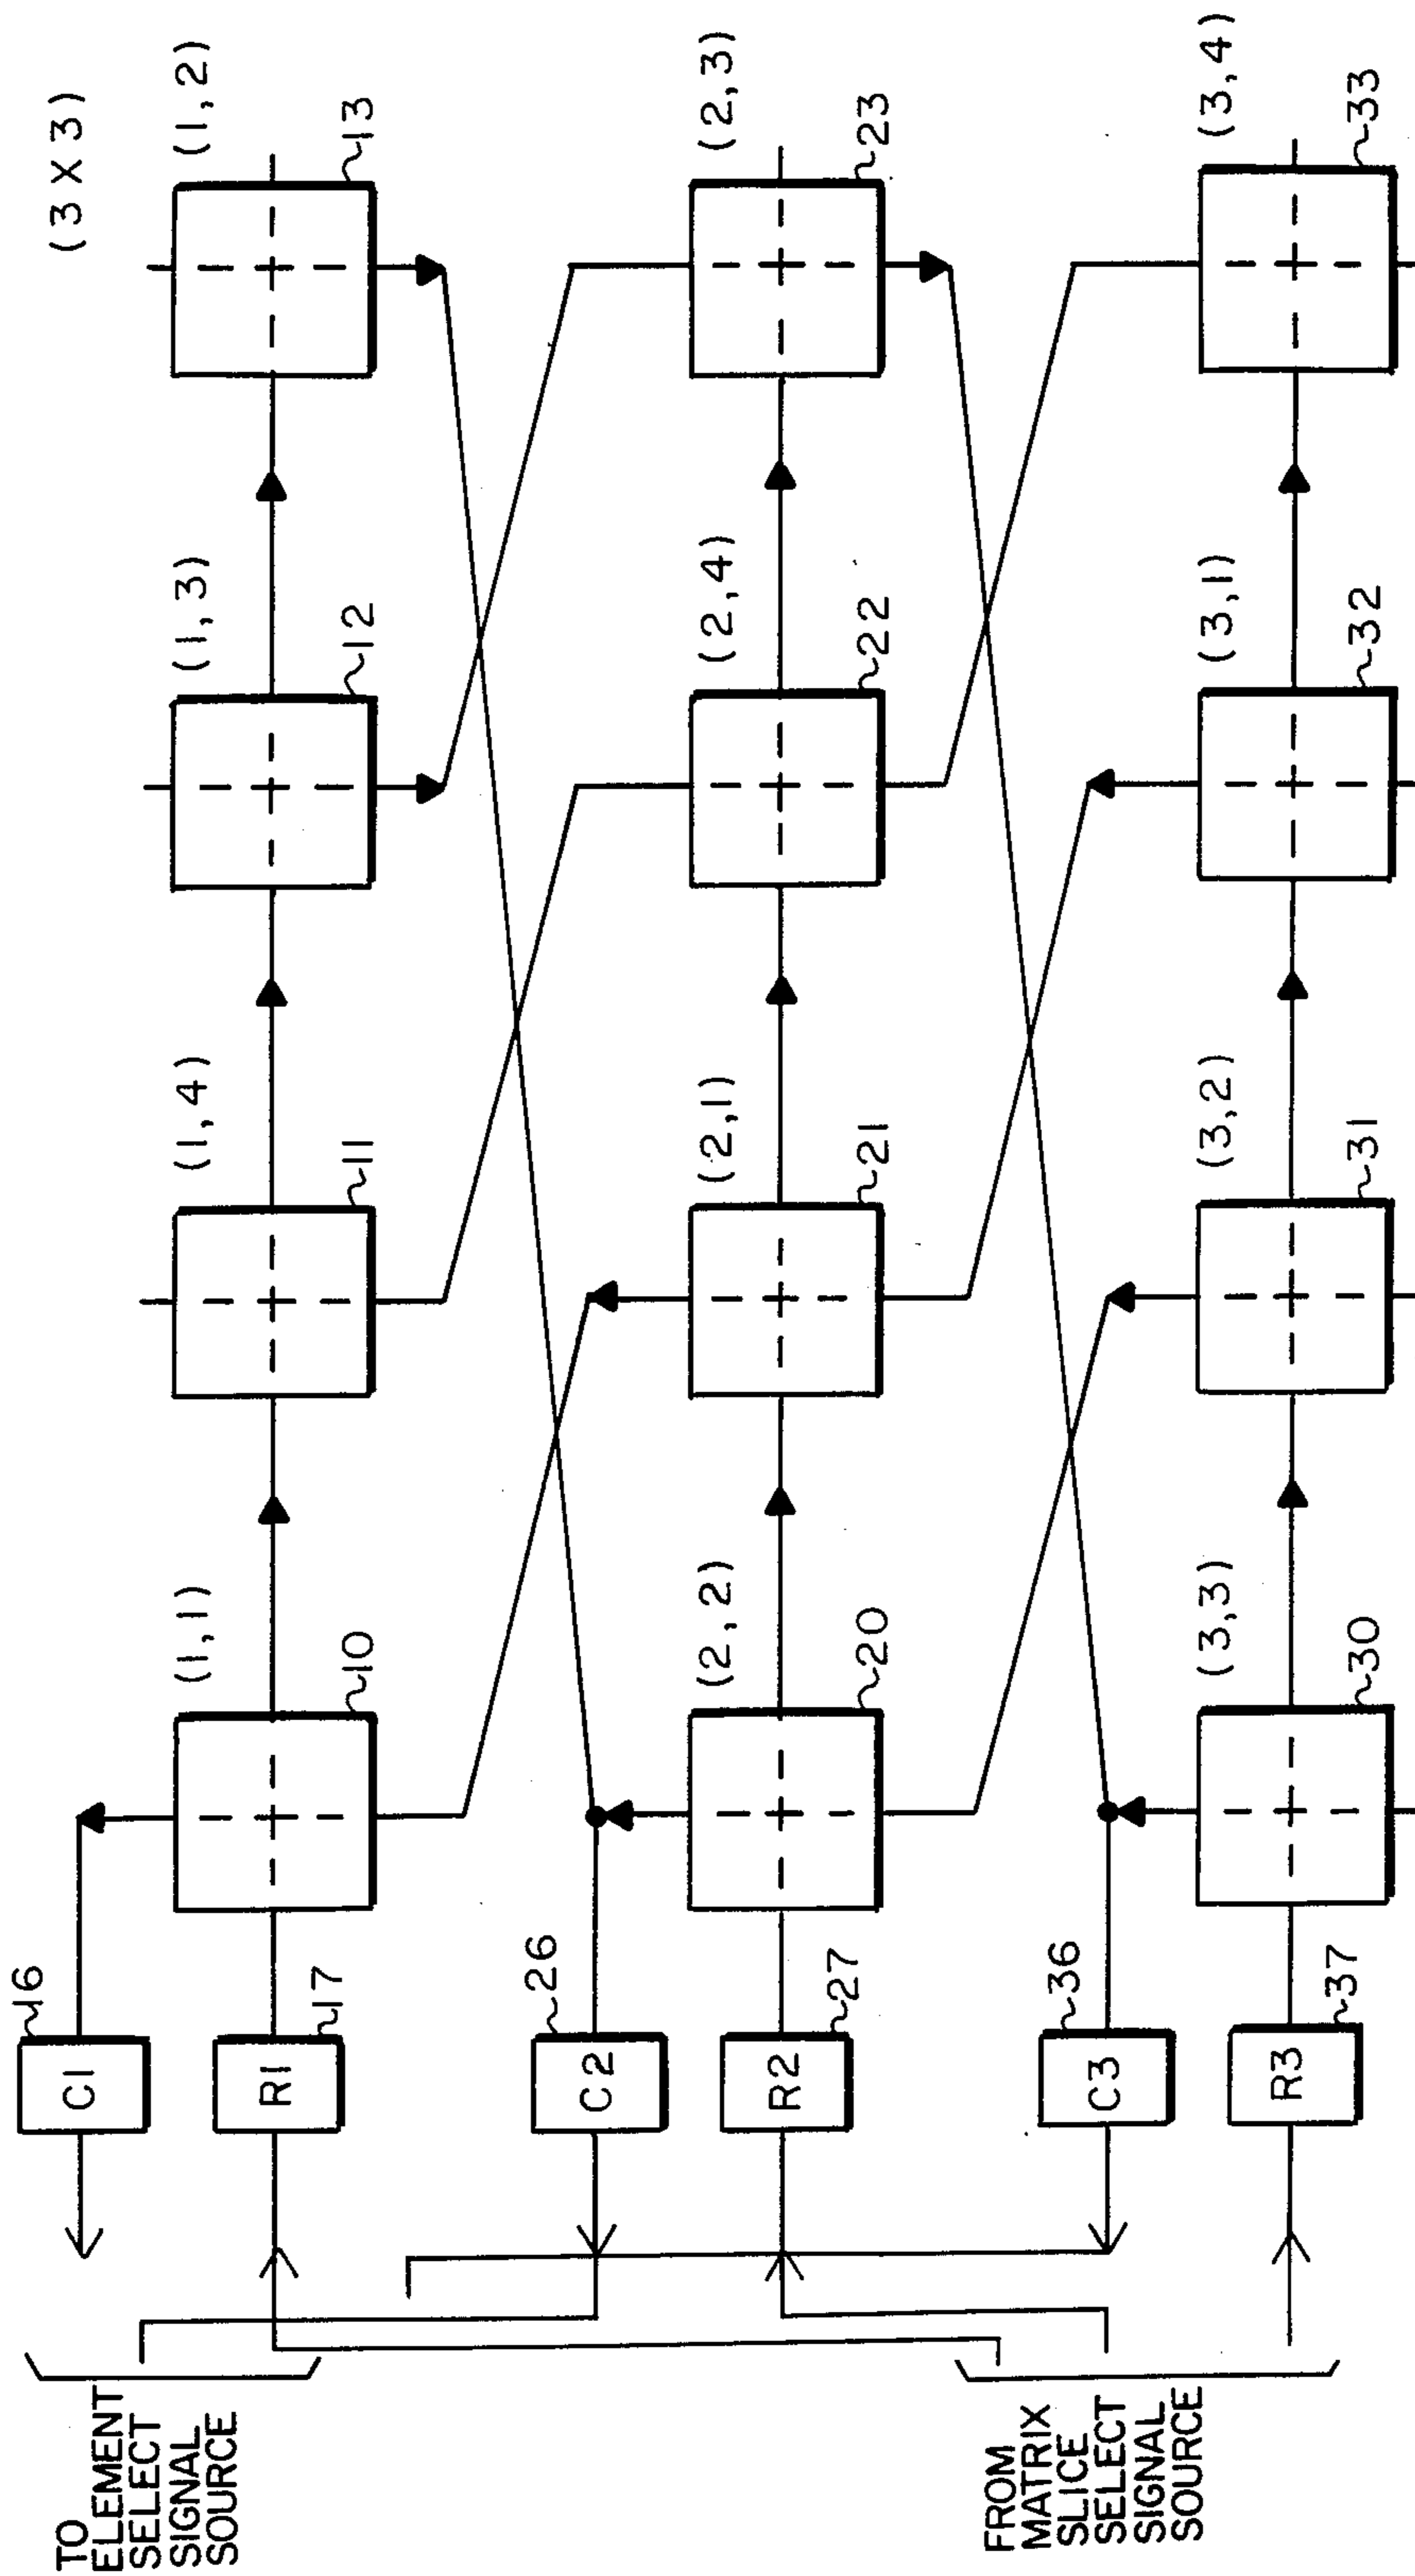 (3 X 3)
C1
16
(1,1)
(1,4)
(1,3)
(1,2)
R1
17
10
11
12
13
C2
26
(2,2)
(2,1)
(2,4)
(2,3)
R2
27
20
21
22
23
C3
36
(3,3)
(3,2)
(3,1)
(3,4)
R3
37
30
31
32
33
TO
ELEMENT
SELECT
SIGNAL
SOURCE
FROM
MATRIX
SLICE
SELECT
SIGNAL
SOURCE